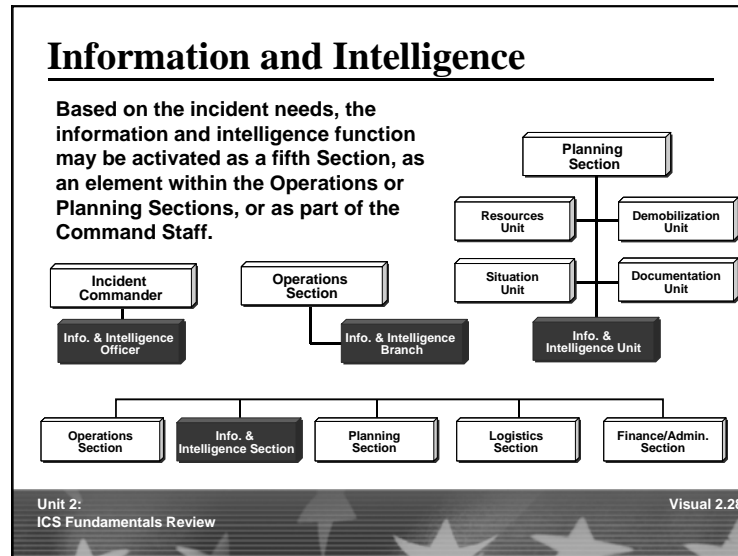 Information and Intelligence
Based on the incident needs, the
information and intelligence function
may be activated as a fifth Section, as
an element within the Operations or
Planning Sections, or as part of the
Command Staff.
Planning
Section
Resources
Unit
Demobilization
Unit
Situation
Unit
Documentation
Unit
Info. &
Intelligence Unit
Incident
Commander
Info. & Intelligence
Officer
Operations
Section
Info. & Intelligence
Branch
Operations
Section
Info. &
Intelligence Section
Planning
Section
Logistics
Section
Finance/Admin.
Section
Unit 2:
ICS Fundamentals Review
Visual 2.28